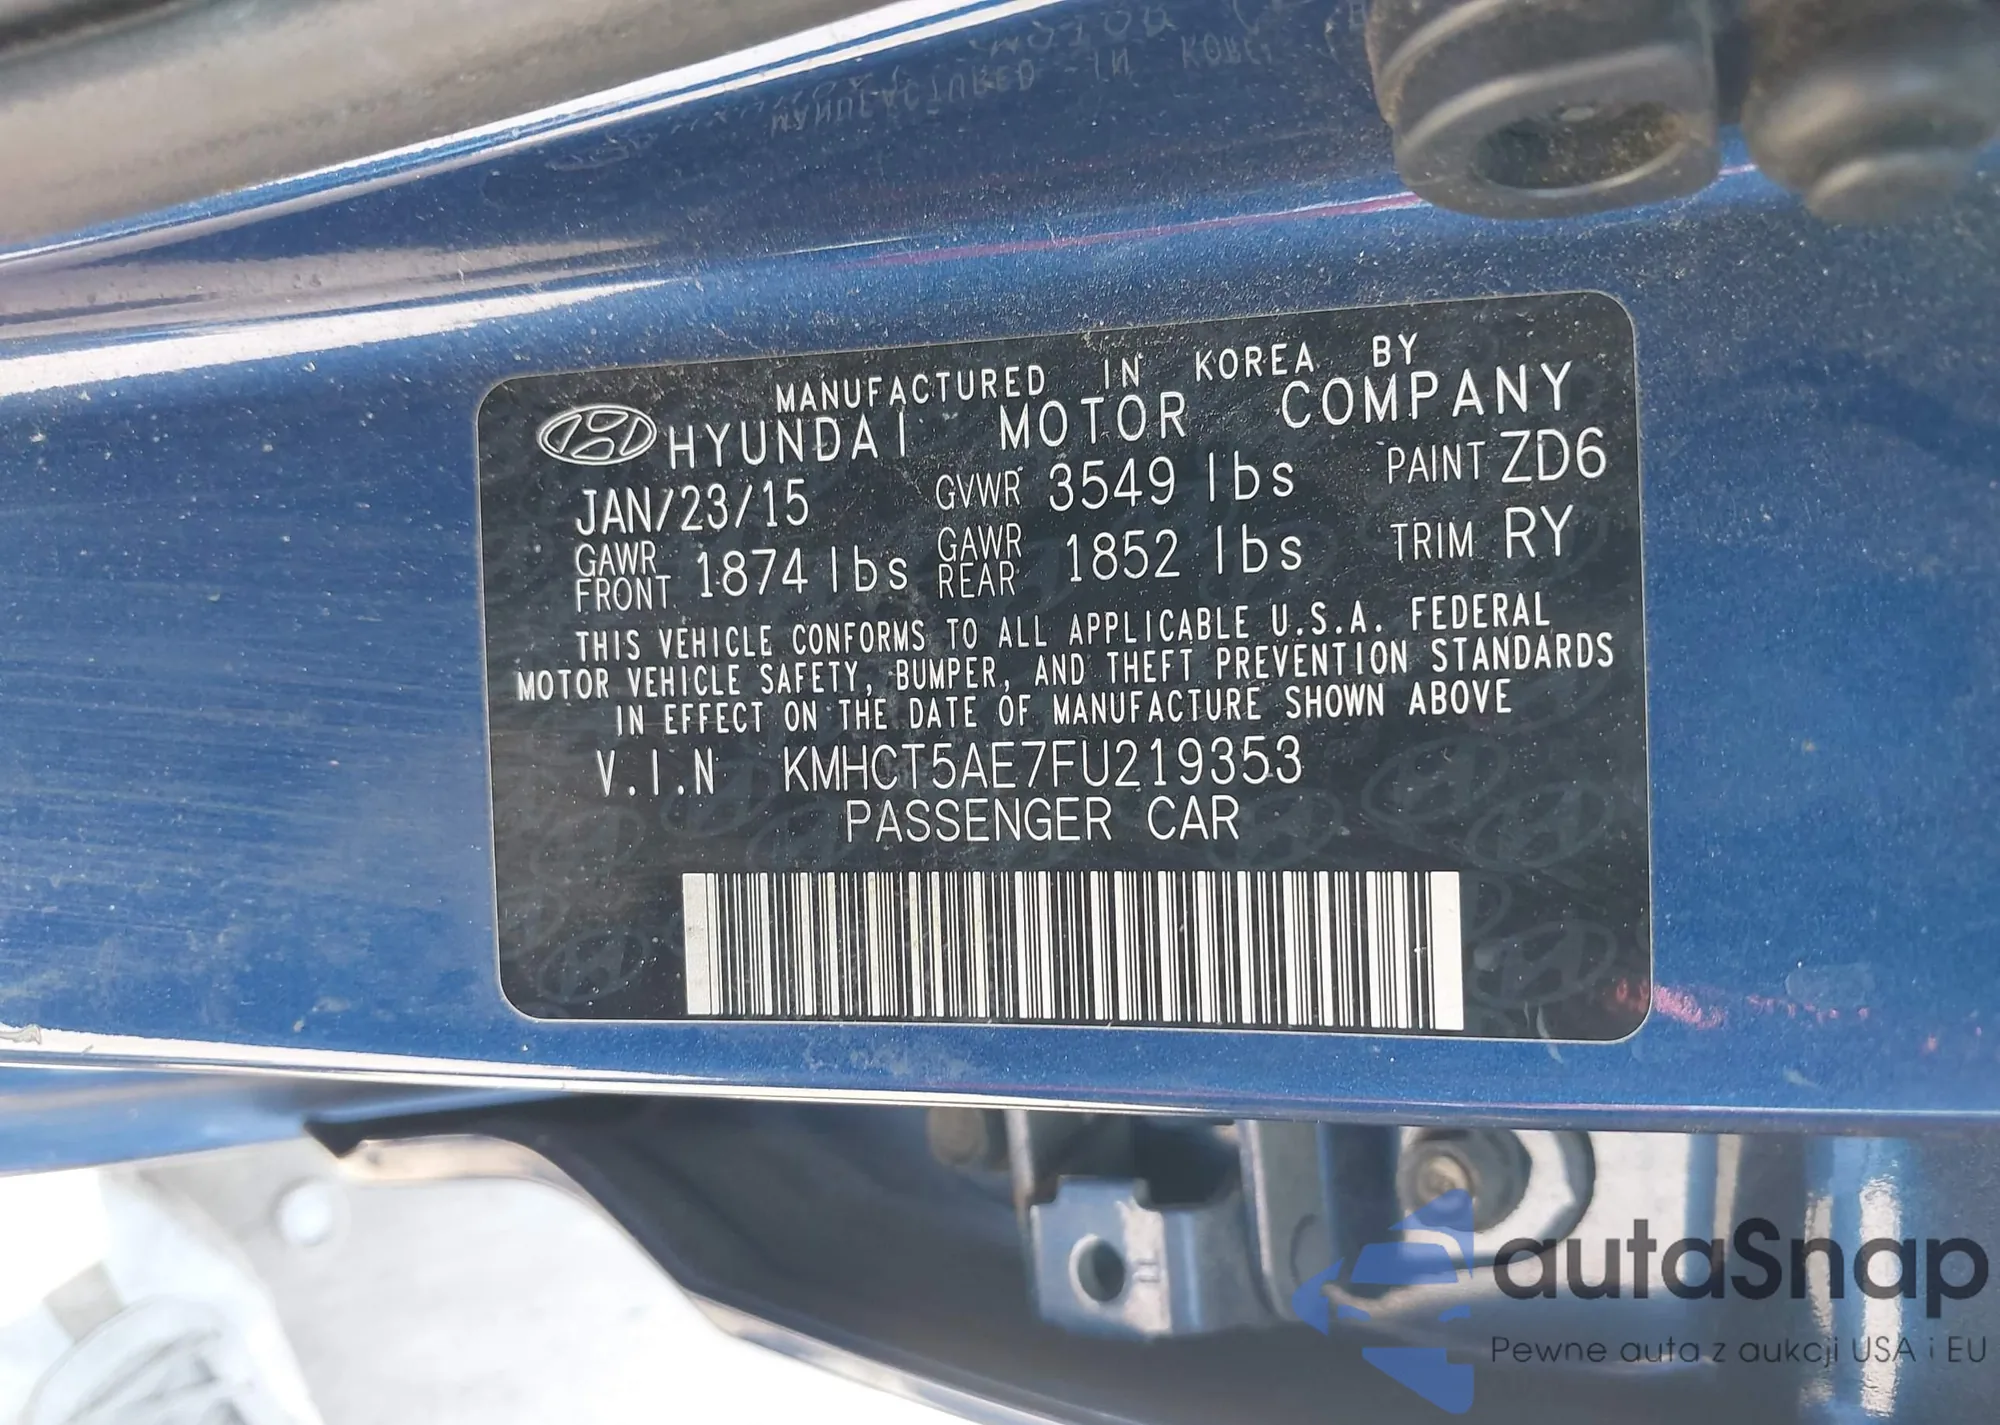 MANUFACTURED IN KOREA BY
HYUNDAI MOTOR COMPANY
JAN/23/15 GVWR 3549 lbs PAINT ZD6
GAWR FRONT 1874 lbs GAWR REAR 1852 lbs TRIM RY
THIS VEHICLE CONFORMS TO ALL APPLICABLE U.S.A. FEDERAL
MOTOR VEHICLE SAFETY, BUMPER, AND THEFT PREVENTION STANDARDS
IN EFFECT ON THE DATE OF MANUFACTURE SHOWN ABOVE
V.I.N KMHCT5AE7FU219353
PASSENGER CAR
autaSnap
Pewne auta z aukcji USA i EU